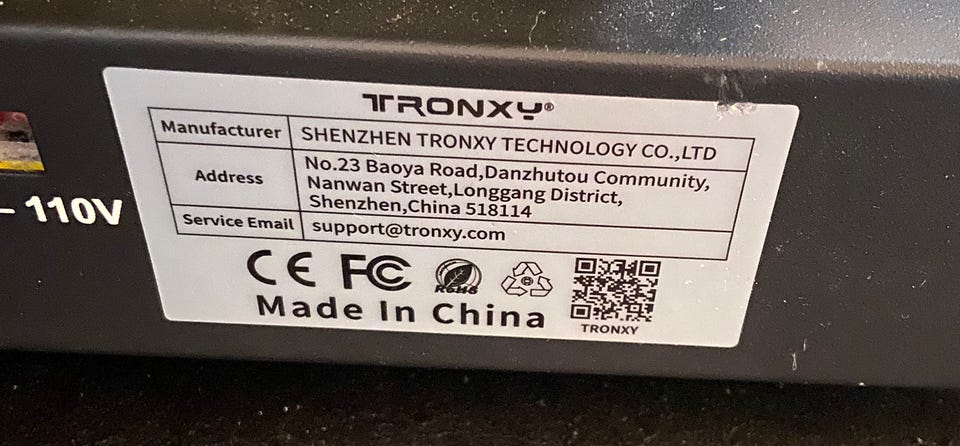 TRONXY®
Manufacturer SHENZHEN TRONXY TECHNOLOGY CO.,LTD
Address No.23 Baoya Road,Danzhutou Community,
Nanwan Street,Longgang District,
Shenzhen,China 518114
Service Email support@tronxy.com
– 110V
CE FC RoHS
Made In China
TRONXY